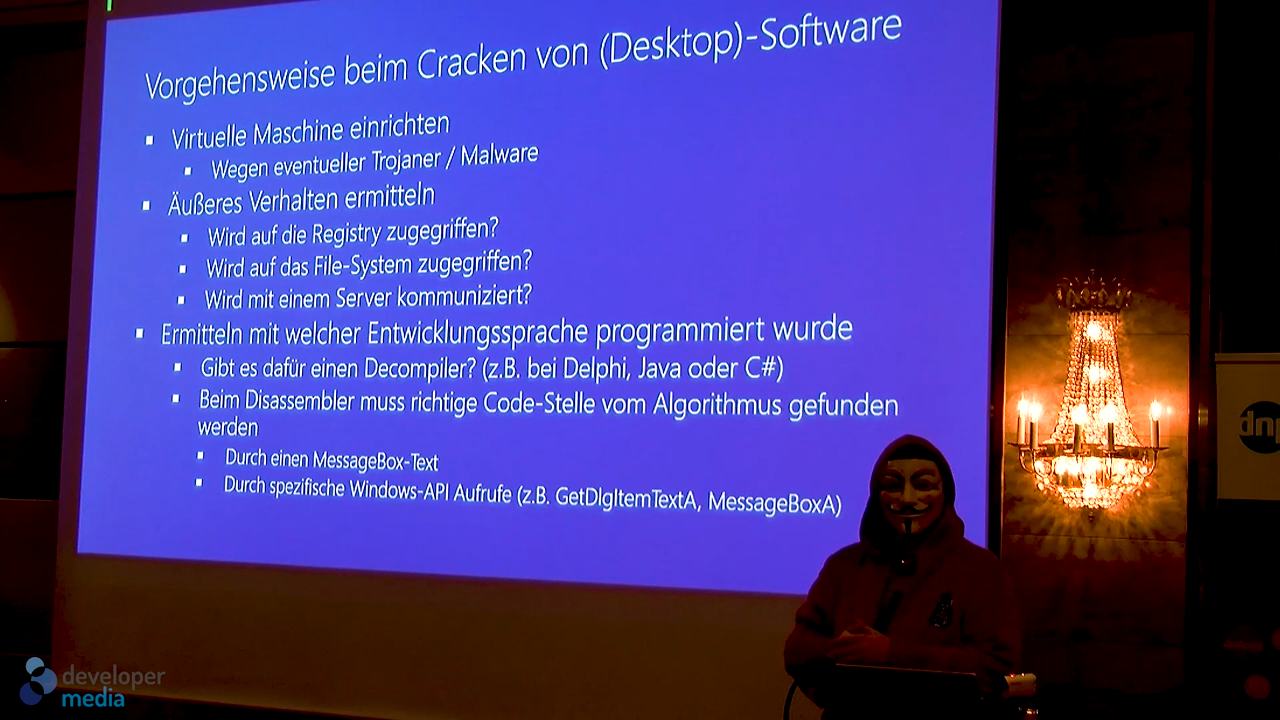 Vorgehensweise beim Cracken von (Desktop)-Software
Virtuelle Maschine einrichten
Wegen eventueller Trojaner / Malware
Äußeres Verhalten ermitteln
Wird auf die Registry zugegriffen?
Wird auf das File-System zugegriffen?
Wird mit einem Server kommuniziert?
Ermitteln mit welcher Entwicklungssprache programmiert wurde
Gibt es dafür einen Decompiler? (z.B. bei Delphi, Java oder C#)
Beim Disassembler muss richtige Code-Stelle vom Algorithmus gefunden
werden
Durch einen MessageBox-Text
Durch spezifische Windows-API Aufrufe (z.B. GetDlgItemTextA, MessageBoxA)
dnp
developer
media